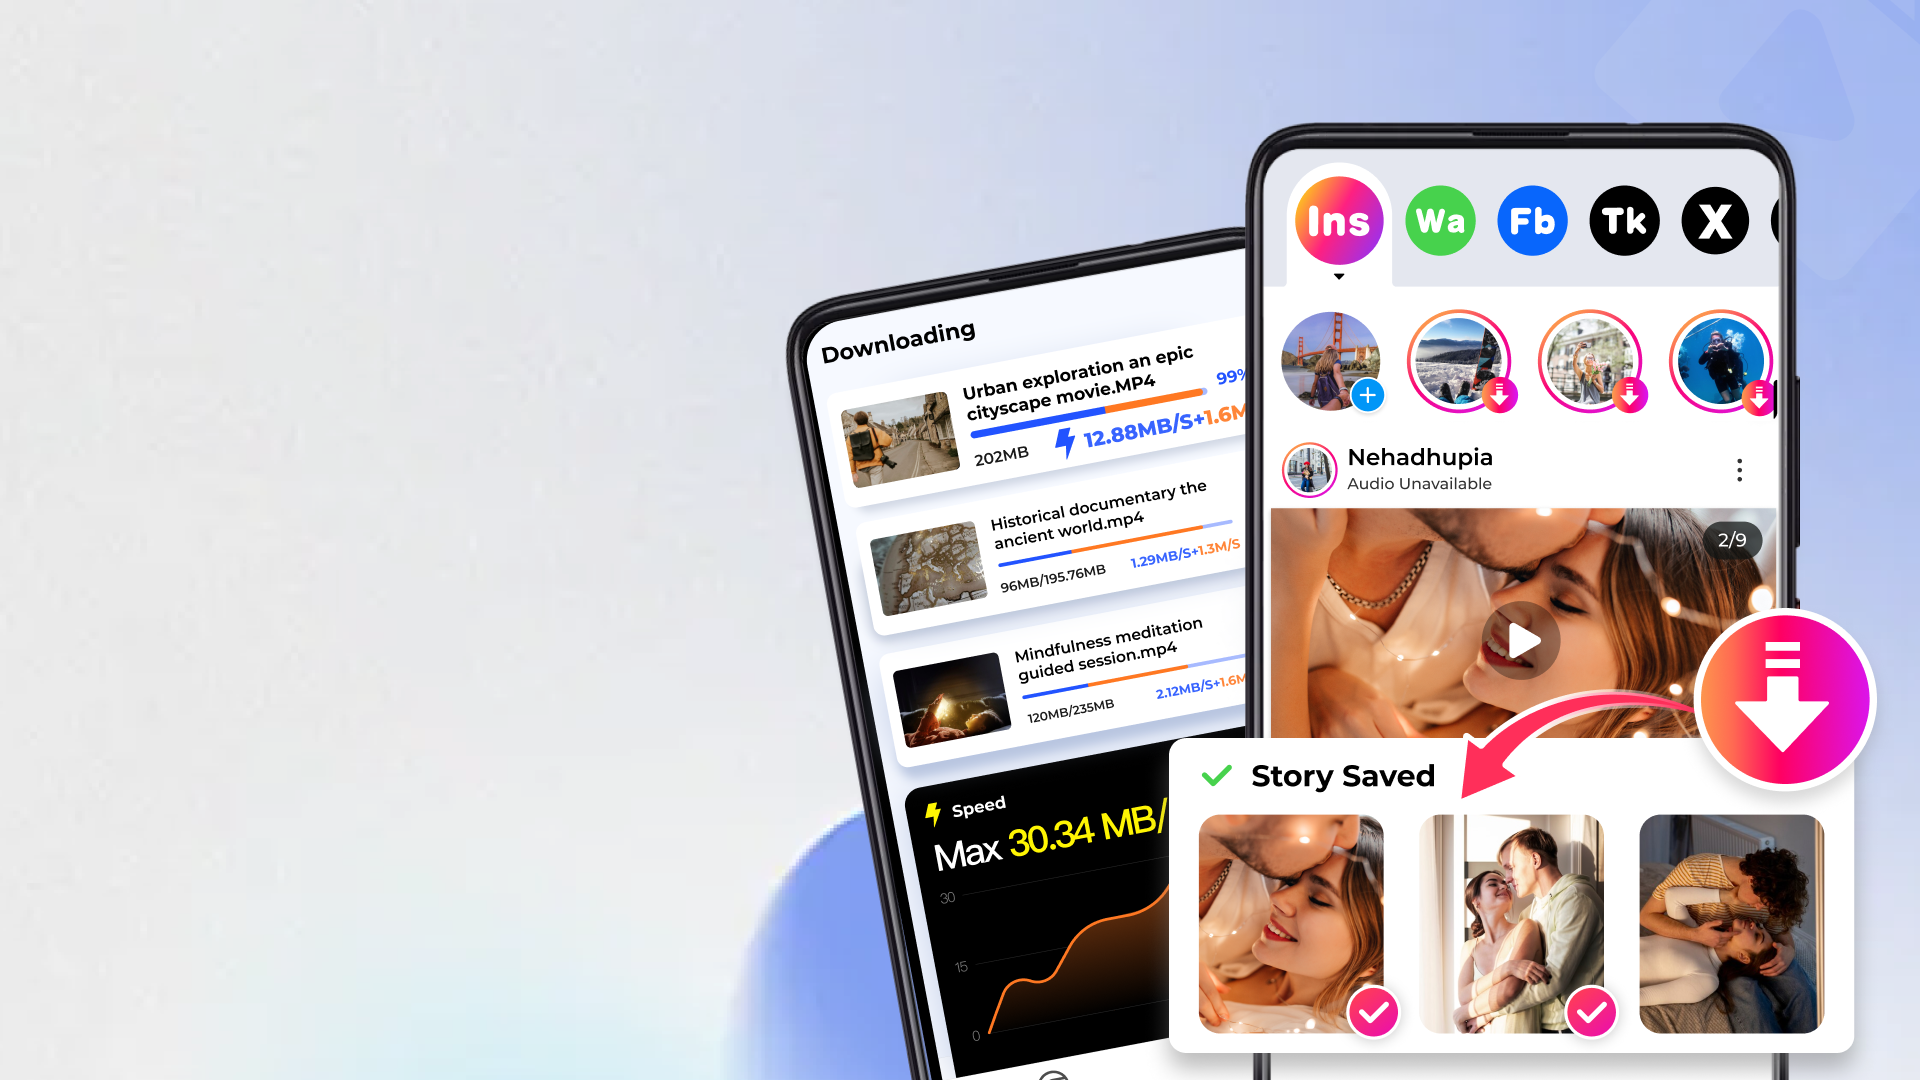 Downloading
Urban exploration an epic
cityscape movie.MP4
99%
202MB
12.88MB/S+1.6M
Historical documentary the
ancient world.mp4
96MB/195.76MB
1.29MB/S+1.3M/S
Mindfulness meditation
guided session.mp4
120MB/235MB
2.12MB/S+1.6M
Speed
Max 30.34 MB/
30
15
0
Ins
Wa
Fb
Tk
X
Nehadhupia
Audio Unavailable
2/9
Story Saved